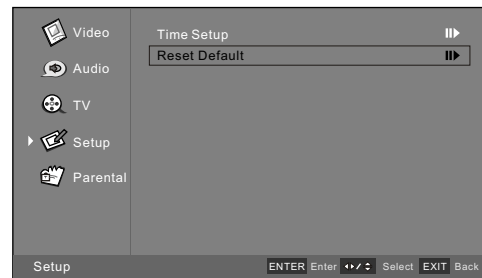 Video
Audio
TV
Setup
Parental
Time Setup
Reset Default
Setup
ENTER Enter Select EXIT Back